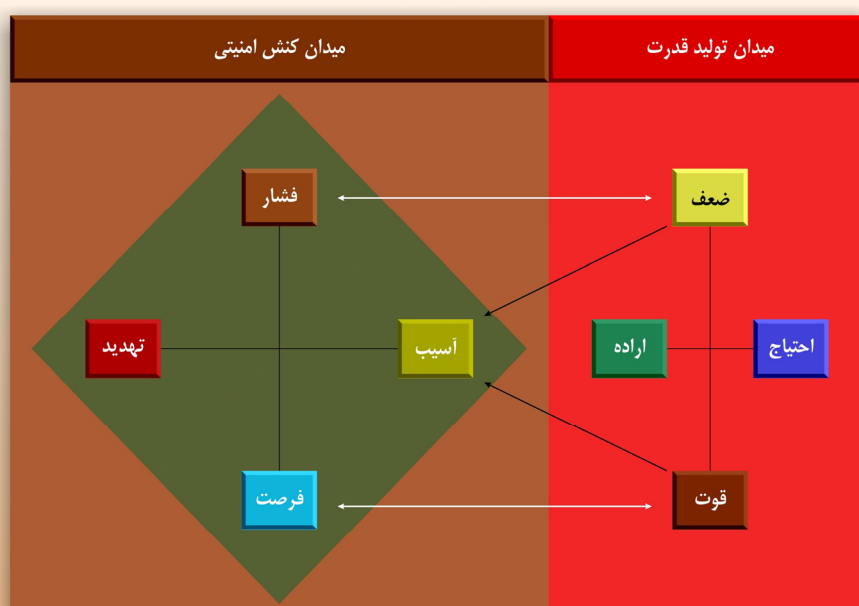 میدان تولید قدرت
میدان کنش امنیتی
ضعف
فشار
احتیاج
اراده
آسیب
تهدید
قوت
فرصت